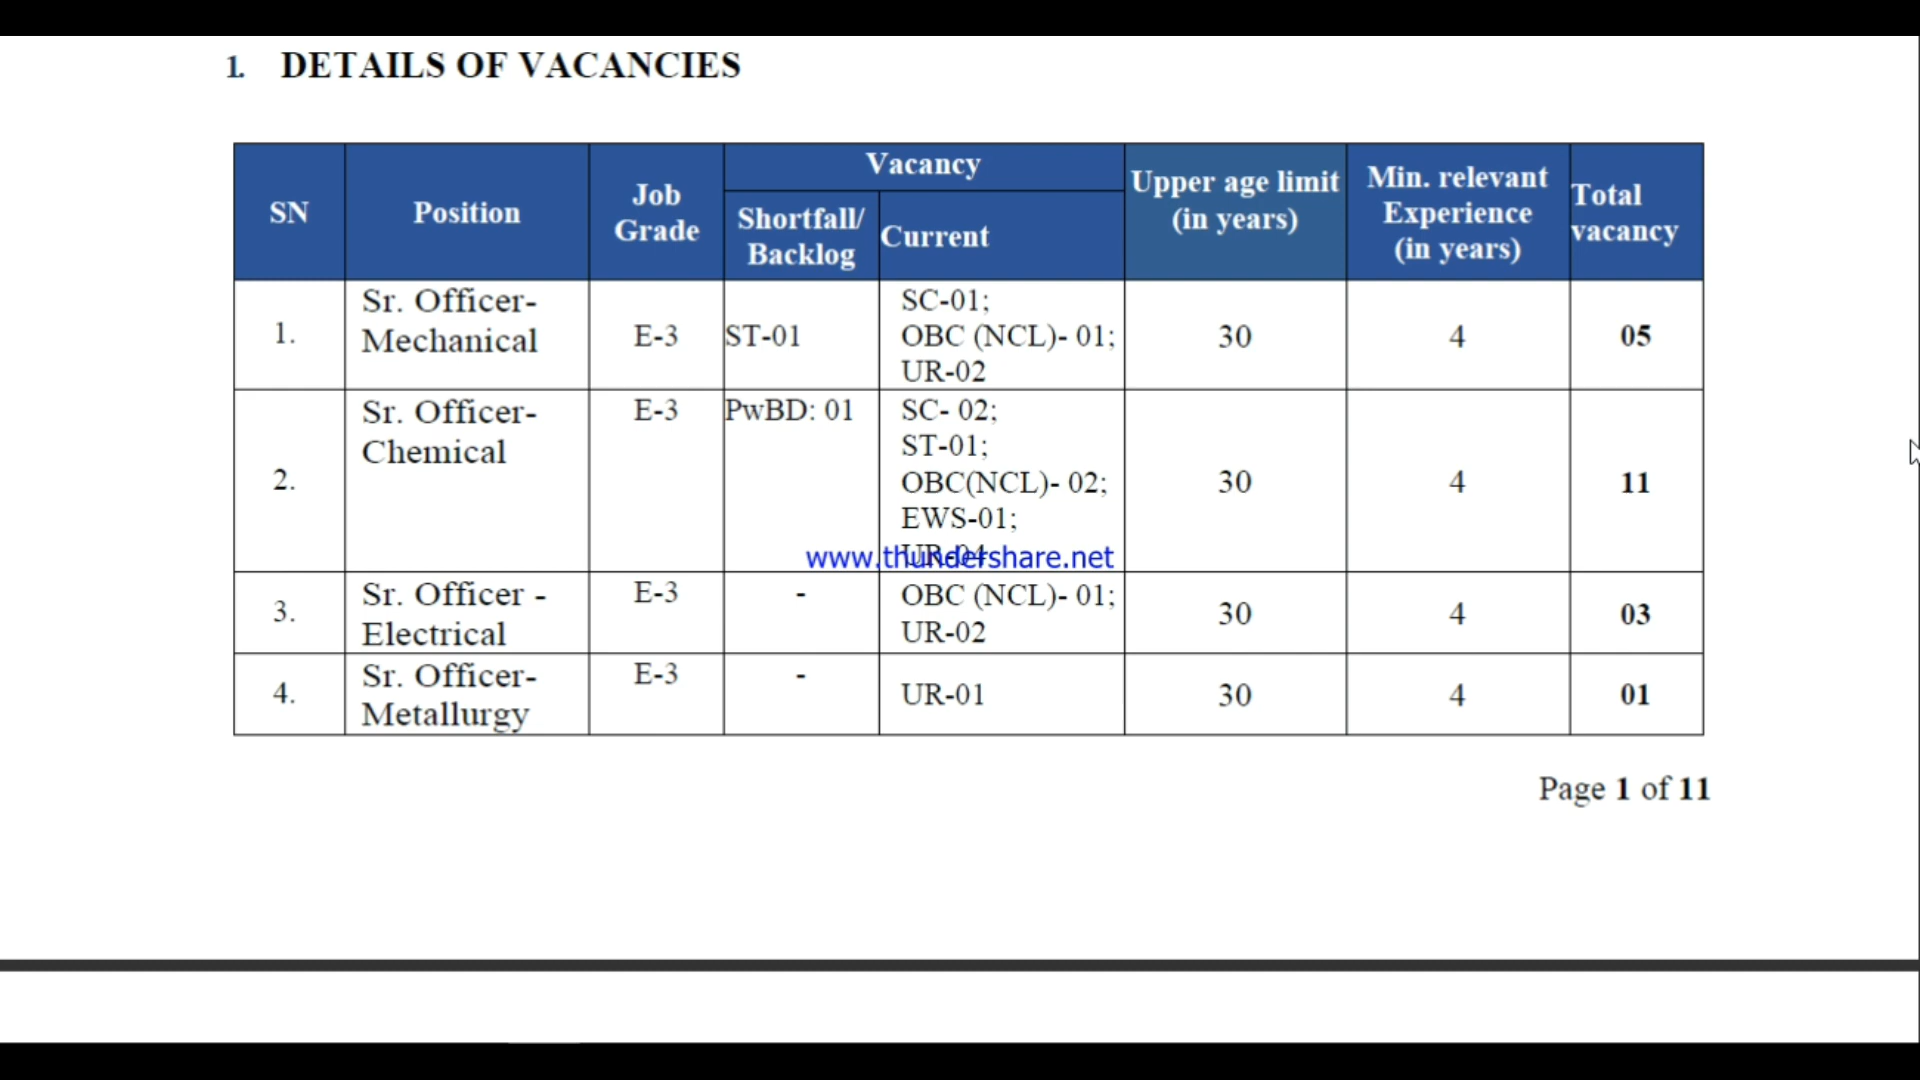 1. DETAILS OF VACANCIES
SN
Position
Job
Grade
Vacancy
Shortfall/
Backlog
Current
Upper age limit
(in years)
Min. relevant
Experience
(in years)
Total
vacancy
1.
Sr. Officer-
Mechanical
E-3
ST-01
SC-01;
OBC (NCL)- 01;
UR-02
30
4
05
2.
Sr. Officer-
Chemical
E-3
PwBD: 01
SC- 02;
ST-01;
OBC(NCL)- 02;
EWS-01;
UR-04
30
4
11
www.thundershare.net
3.
Sr. Officer -
Electrical
E-3
-
OBC (NCL)- 01;
UR-02
30
4
03
4.
Sr. Officer-
Metallurgy
E-3
-
UR-01
30
4
01
Page 1 of 11